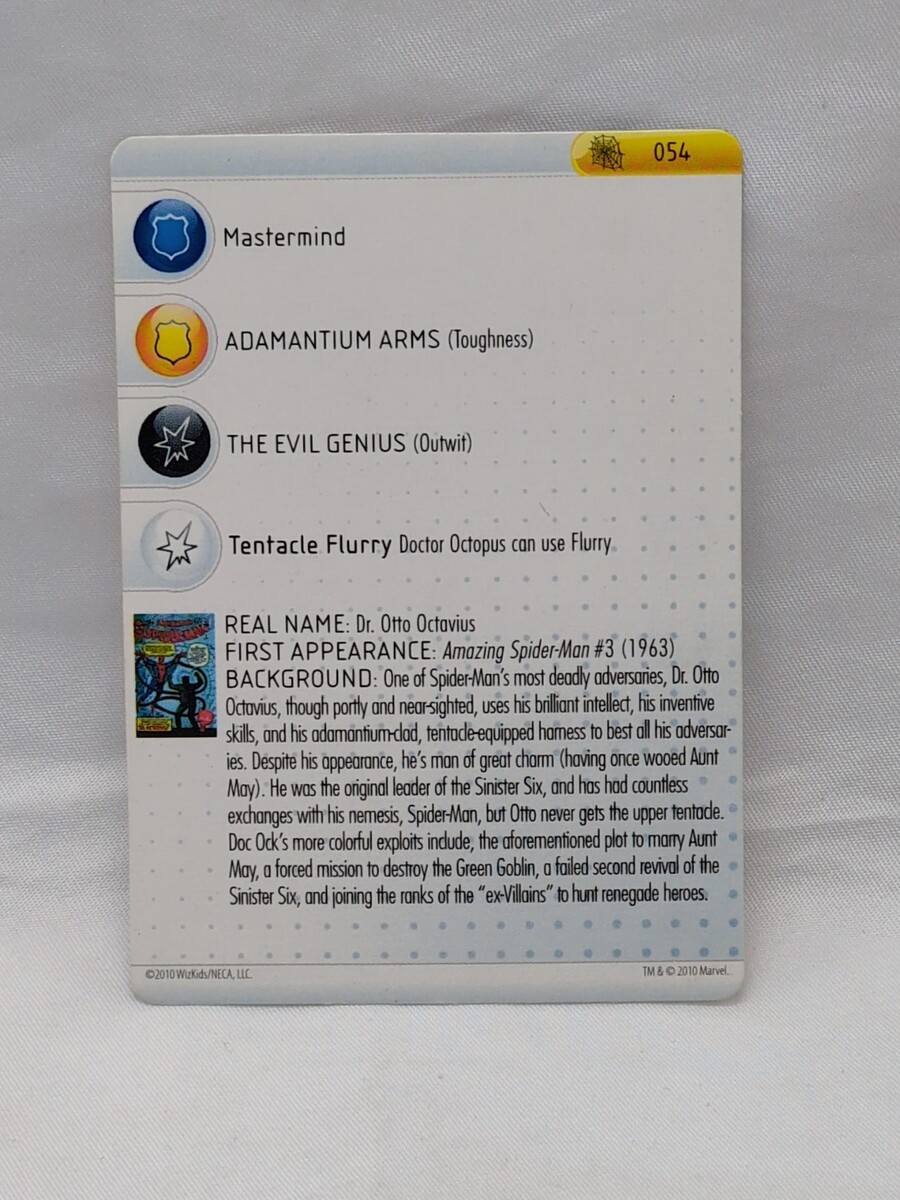 054
Mastermind
ADAMANTIUM ARMS (Toughness)
THE EVIL GENIUS (Outwit)
Tentacle Flurry Doctor Octopus can use Flurry.
REAL NAME: Dr. Otto Octavius
FIRST APPEARANCE: Amazing Spider-Man #3 (1963)
BACKGROUND: One of Spider-Man's most deadly adversaries, Dr. Otto
Octavius, though portly and near-sighted, uses his brilliant intellect, his inventive
skills, and his adamantium-clad, tentacle-equipped harness to best all his adversar-
ies. Despite his appearance, he's man of great charm (having once wooed Aunt
May). He was the original leader of the Sinister Six, and has had countless
exchanges with his nemesis, Spider-Man, but Otto never gets the upper tentacle.
Doc Ock's more colorful exploits include, the aforementioned plot to marry Aunt
May, a forced mission to destroy the Green Goblin, a failed second revival of the
Sinister Six, and joining the ranks of the "ex-Villains" to hunt renegade heroes.
©2010 WizKids/NECA, LLC.
TM & © 2010 Marvel.